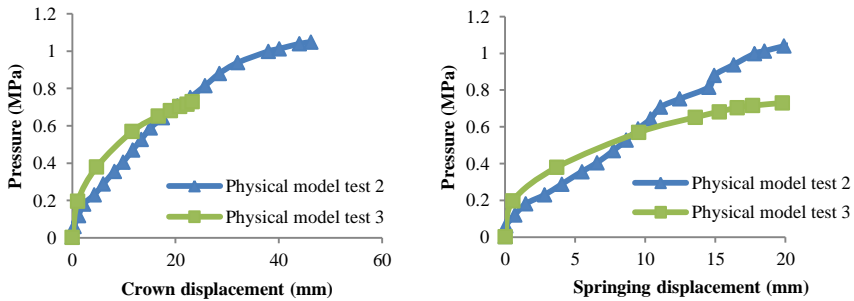 1.2
1
0.8
0.6
0.4
0.2
0
Pressure (MPa)
0 20 40 60
Crown displacement (mm)
Physical model test 2
Physical model test 3
1.2
1
0.8
0.6
0.4
0.2
0
Pressure (MPa)
0 5 10 15 20
Springing displacement (mm)
Physical model test 2
Physical model test 3